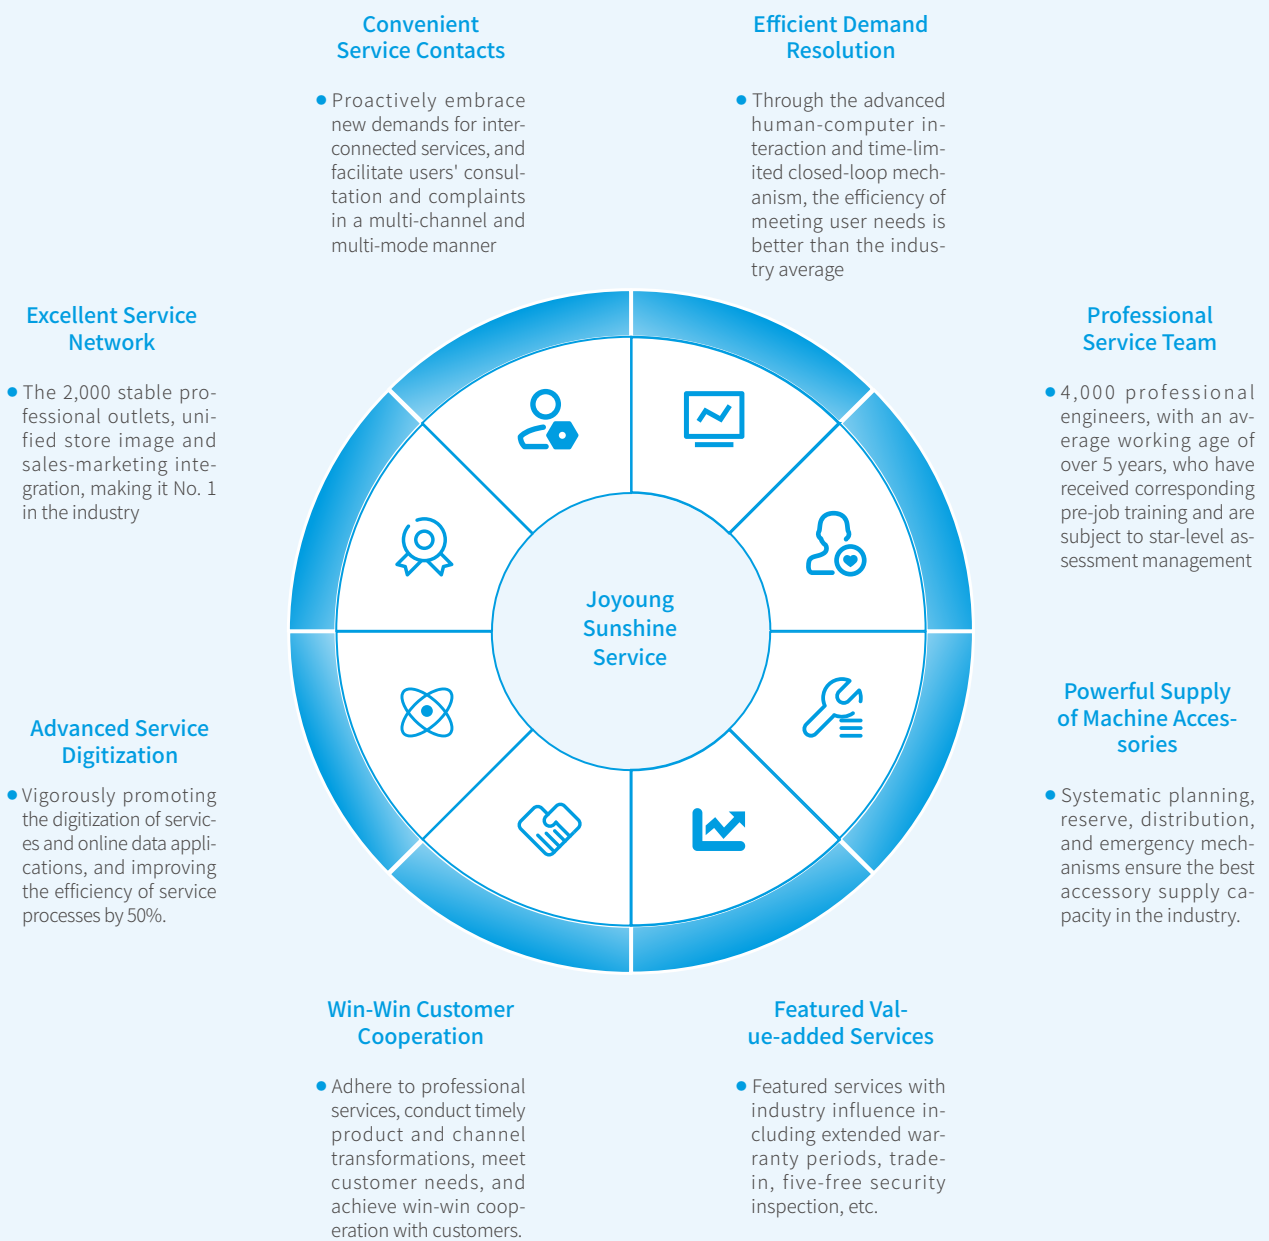 Convenient
Service Contacts
Proactively embrace
new demands for inter-
connected services, and
facilitate users' consul-
tation and complaints
in a multi-channel and
multi-mode manner
Efficient Demand
Resolution
Through the advanced
human-computer in-
teraction and time-lim-
ited closed-loop mech-
anism, the efficiency of
meeting user needs is
better than the indus-
try average
Excellent Service
Network
The 2,000 stable pro-
fessional outlets, uni-
fied store image and
sales-marketing inte-
gration, making it No. 1
in the industry
Professional
Service Team
4,000 professional
engineers, with an av-
erage working age of
over 5 years, who have
received corresponding
pre-job training and are
subject to star-level as-
sessment management
Joyoung
Sunshine
Service
Advanced Service
Digitization
Vigorously promoting
the digitization of servic-
es and online data appli-
cations, and improving
the efficiency of service
processes by 50%.
Powerful Supply
of Machine Acces-
sories
Systematic planning,
reserve, distribution,
and emergency mech-
anisms ensure the best
accessory supply ca-
pacity in the industry.
Win-Win Customer
Cooperation
Adhere to professional
services, conduct timely
product and channel
transformations, meet
customer needs, and
achieve win-win coop-
eration with customers.
Featured Val-
ue-added Services
Featured services with
industry influence in-
cluding extended war-
ranty periods, trade-
in, five-free security
inspection, etc.